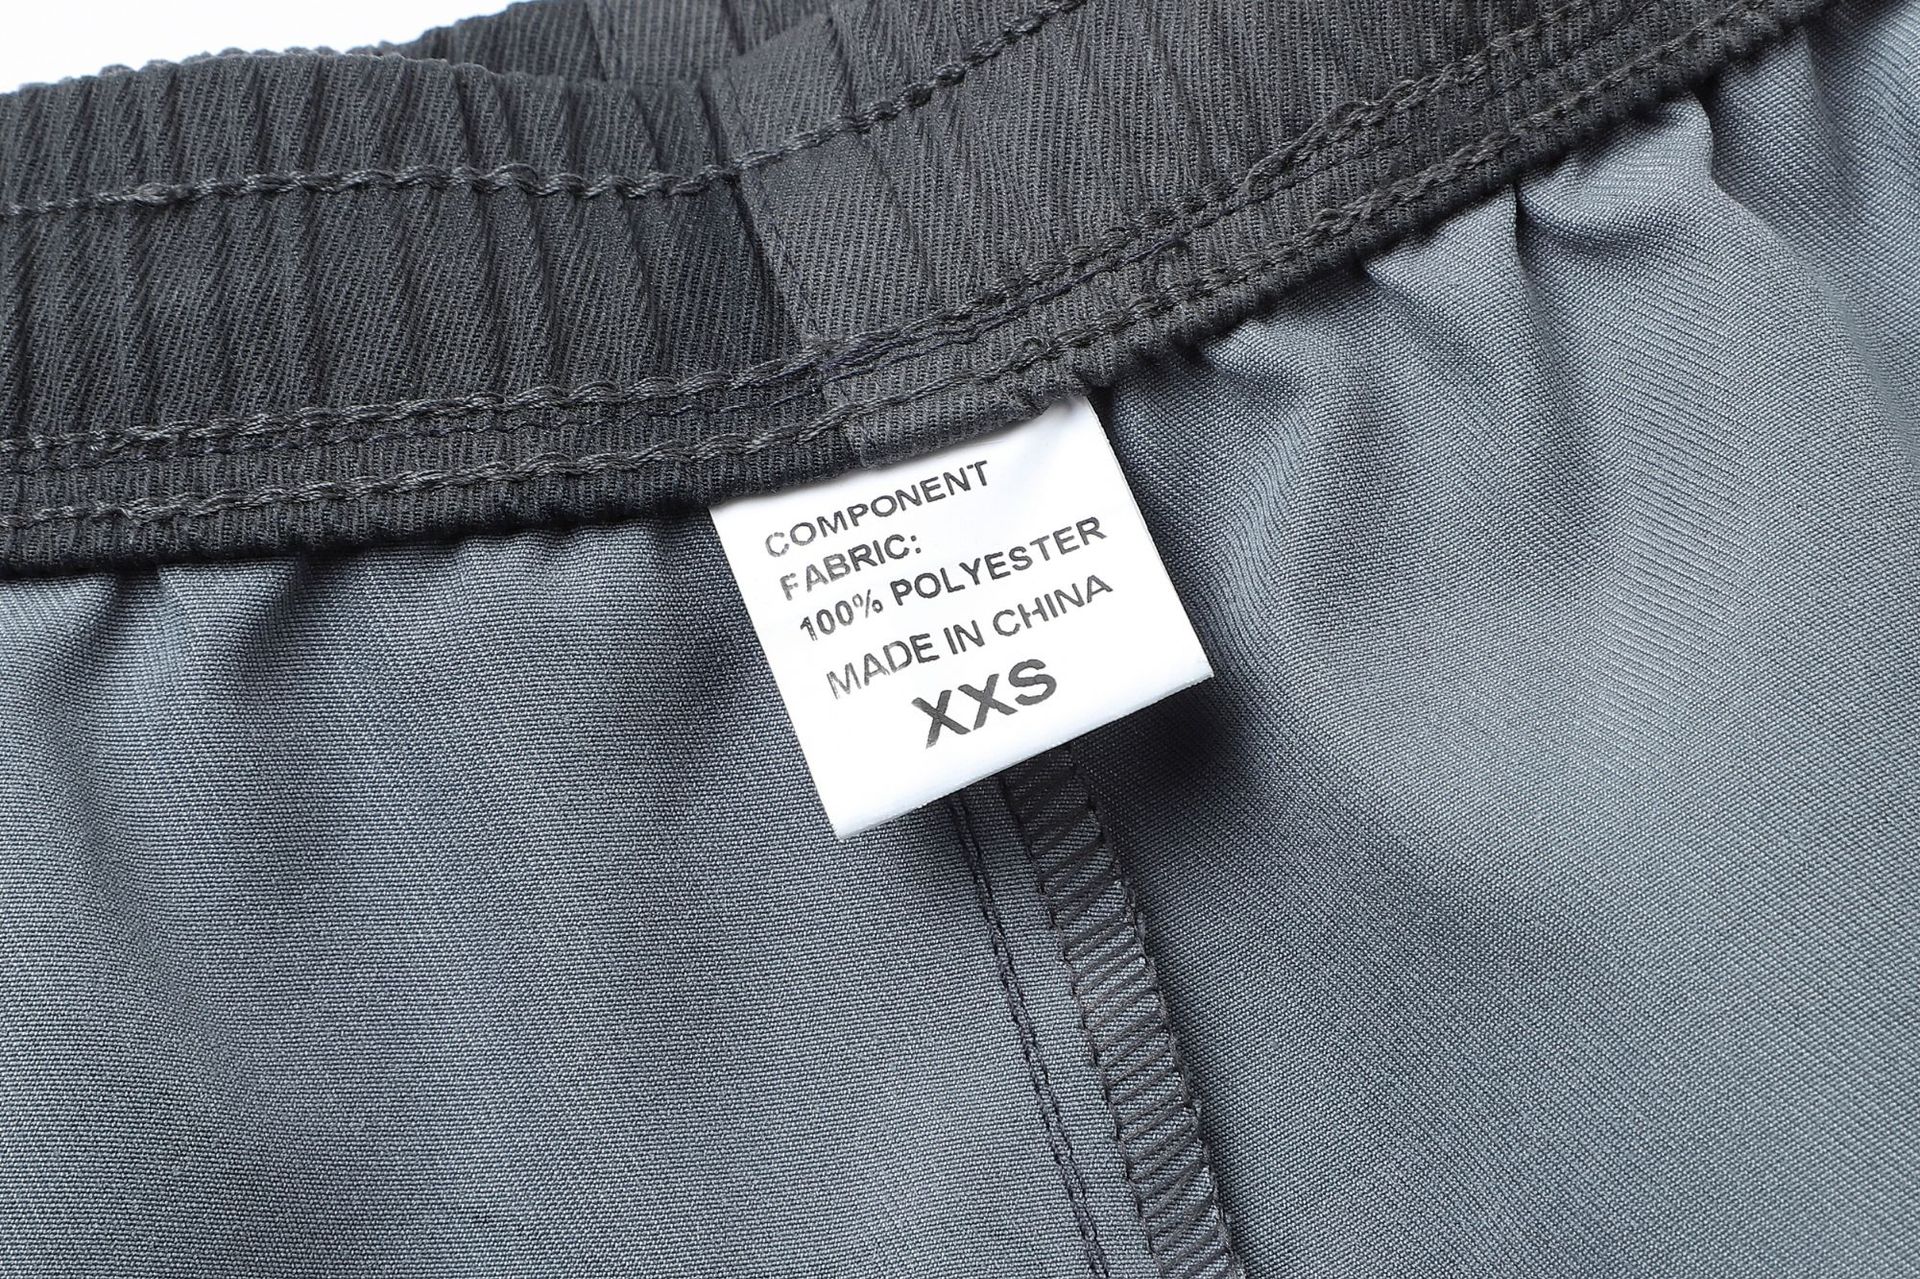 COMPONENT
FABRIC:
100% POLYESTER
MADE IN CHINA
XXS